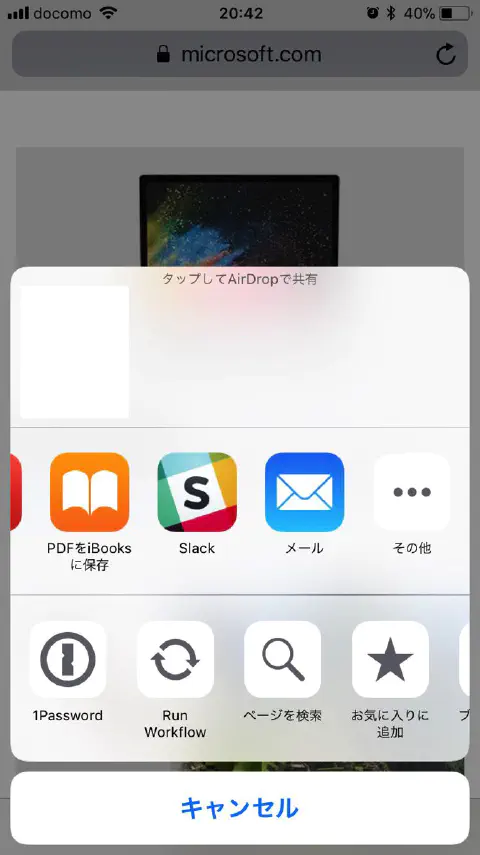 docomo 20:42 40%
microsoft.com
タップしてAirDropで共有
PDFをiBooks
に保存
Slack
メール
その他
1Password
Run
Workflow
ページを検索
お気に入りに
追加
ブ
キャンセル